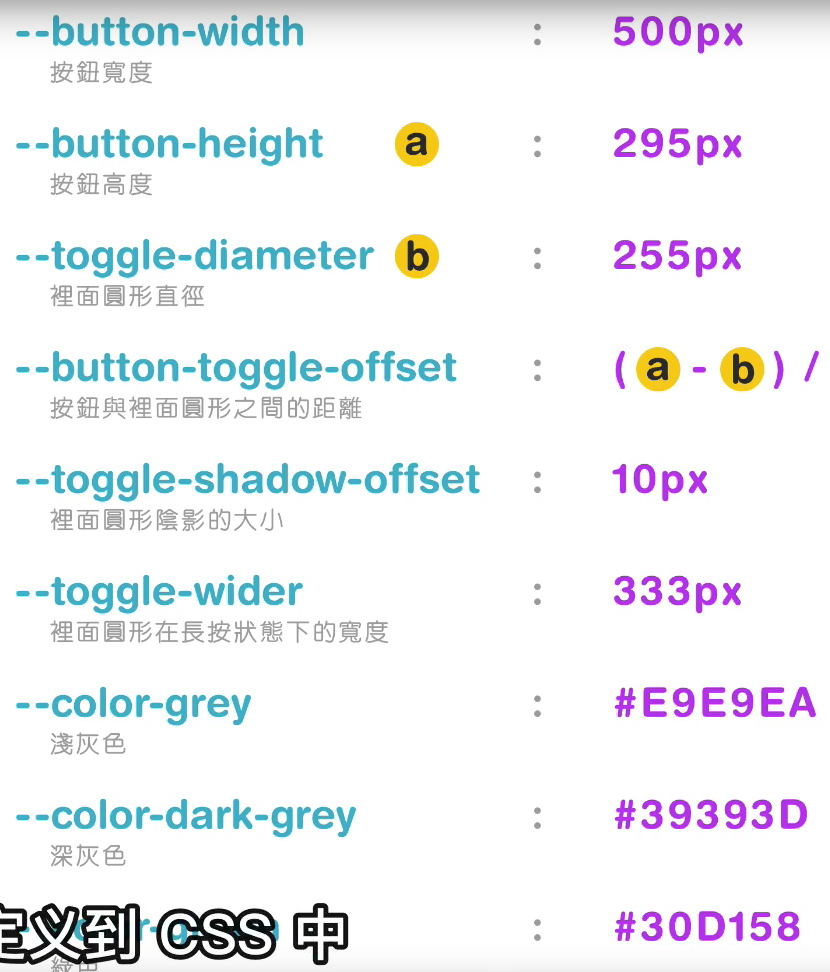 --button-width : 500px
按鈕寬度
--button-height a : 295px
按鈕高度
--toggle-diameter b : 255px
裡面圓形直徑
--button-toggle-offset : ( a - b ) /
按鈕與裡面圓形之間的距離
--toggle-shadow-offset : 10px
裡面圓形陰影的大小
--toggle-wider : 333px
裡面圓形在長按狀態下的寬度
--color-grey : #E9E9EA
淺灰色
--color-dark-grey : #39393D
深灰色
: #30D158
定义到 CSS 中